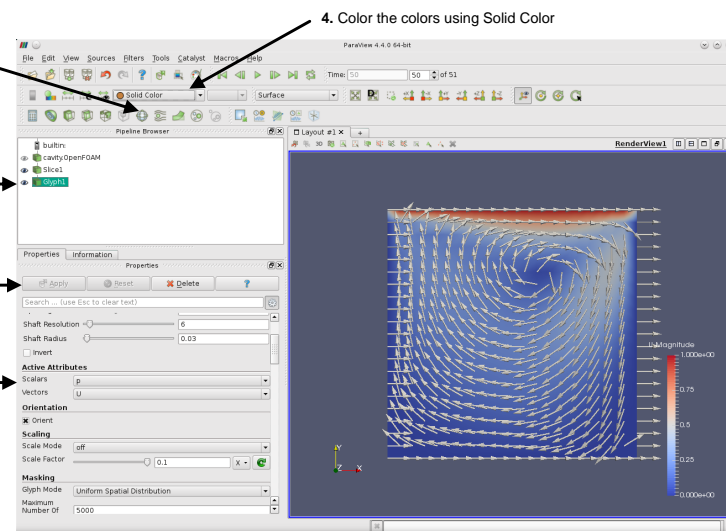 4. Color the colors using Solid Color
ParaView 4.4.0 64-bit
File Edit View Sources Filters Tools Catalyst Macros Help
Time: 50 50 of 51
Solid Color Surface
Pipeline Browser
Layout #1
builtin:
3D
RenderView1
cavity.OpenFOAM
Slice1
Glyph1
Properties Information
Properties
Apply Reset Delete ?
Search ... (use Esc to clear text)
Shaft Resolution 6
Shaft Radius 0.03
Invert
Active Attributes
Scalars p
Vectors U
Orientation
Orient
Scaling
Scale Mode off
Scale Factor 0.1 X
Masking
Glyph Mode Uniform Spatial Distribution
Maximum
Number Of 5000
U Magnitude
1.000e+00
0.75
0.5
0.25
0.000e+00
Y
Z X